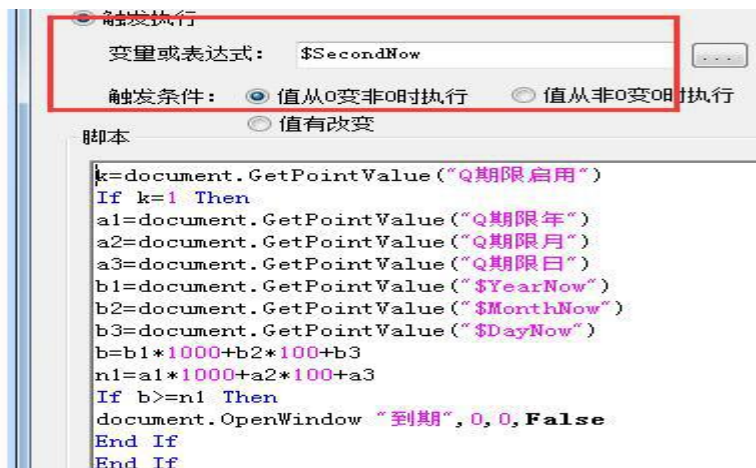 触发执行
变量或表达式： $SecondNow ...
触发条件： 值从0变非0时执行 值从非0变0时执行
值有改变
脚本
k=document.GetPointValue("Q期限启用")
If k=1 Then
a1=document.GetPointValue("Q期限年")
a2=document.GetPointValue("Q期限月")
a3=document.GetPointValue("Q期限日")
b1=document.GetPointValue("$YearNow")
b2=document.GetPointValue("$MonthNow")
b3=document.GetPointValue("$DayNow")
b=b1*1000+b2*100+b3
n1=a1*1000+a2*100+a3
If b>=n1 Then
document.OpenWindow "到期",0,0,False
End If
End If